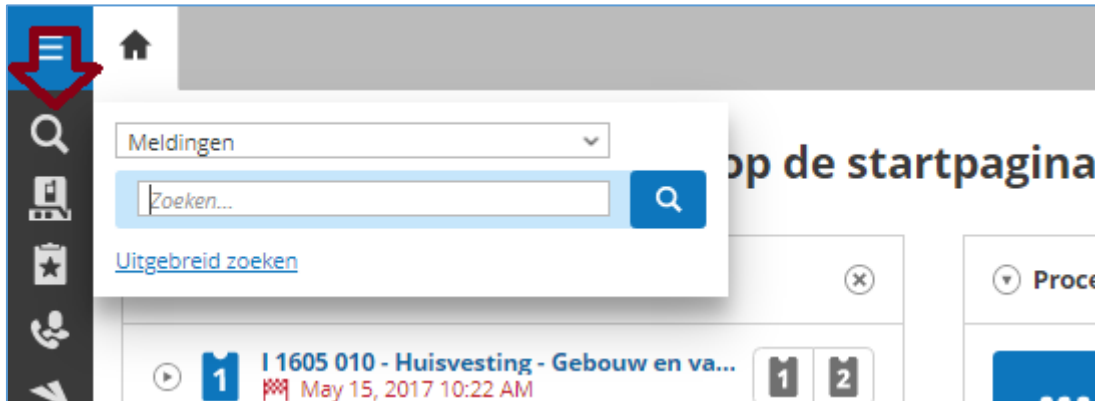 Meldingen
op de startpagina
Zoeken...
Uitgebreid zoeken
Proce
I 1605 010 - Huisvesting - Gebouw en va...
1
1
2
May 15, 2017 10:22 AM